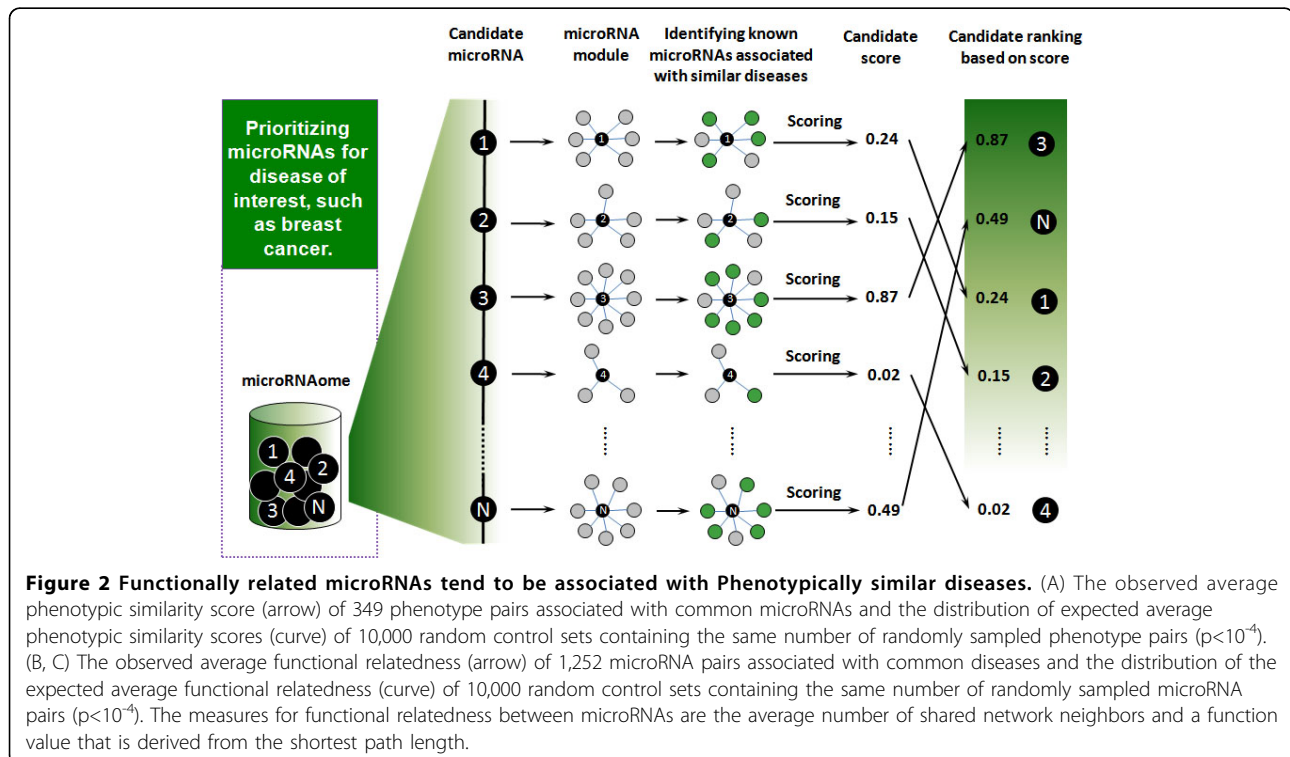 Candidate
microRNA
microRNA
module
Identifying known
microRNAs associated
with similar diseases
Candidate
score
Candidate ranking
based on score
Prioritizing
microRNAs for
disease of
interest, such
as breast
cancer.
microRNAome
1
4
2
3
N
1
1
1
Scoring
0.24
0.87
3
2
2
2
Scoring
0.15
0.49
N
3
3
3
Scoring
0.87
0.24
1
4
4
4
Scoring
0.02
0.15
2
N
N
N
Scoring
0.49
0.02
4
Figure 2 Functionally related microRNAs tend to be associated with Phenotypically similar diseases. (A) The observed average
phenotypic similarity score (arrow) of 349 phenotype pairs associated with common microRNAs and the distribution of expected average
phenotypic similarity scores (curve) of 10,000 random control sets containing the same number of randomly sampled phenotype pairs (p<10⁻⁴).
(B, C) The observed average functional relatedness (arrow) of 1,252 microRNA pairs associated with common diseases and the distribution of the
expected average functional relatedness (curve) of 10,000 random control sets containing the same number of randomly sampled microRNA
pairs (p<10⁻⁴). The measures for functional relatedness between microRNAs are the average number of shared network neighbors and a function
value that is derived from the shortest path length.